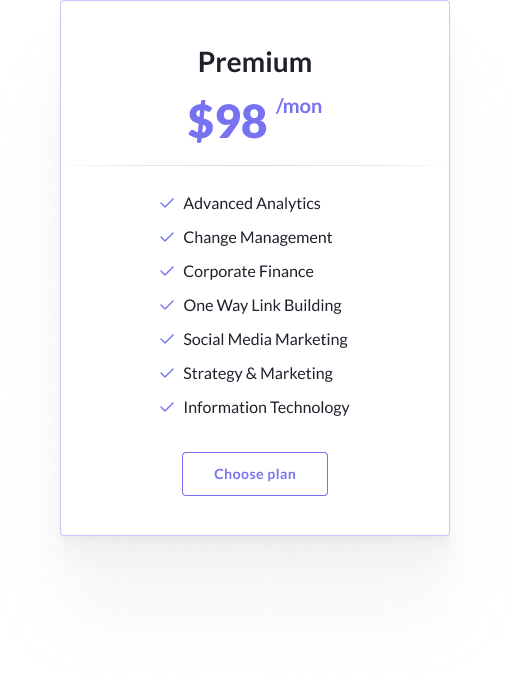 Premium
$98 /mon
Advanced Analytics
Change Management
Corporate Finance
One Way Link Building
Social Media Marketing
Strategy & Marketing
Information Technology
Choose plan